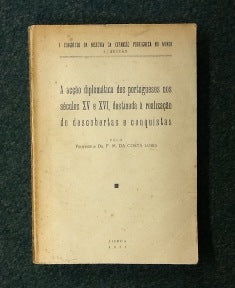 I CONGRESSO DA HISTÓRIA DA EXPANSÃO PORTUGUESA NO MUNDO
A acção diplomática dos portugueses nos
séculos XV e XVI, destinada à realização
de descobertas e conquistas
PELO
PROFESSOR DR. F. M. DA COSTA LOBO
LISBOA